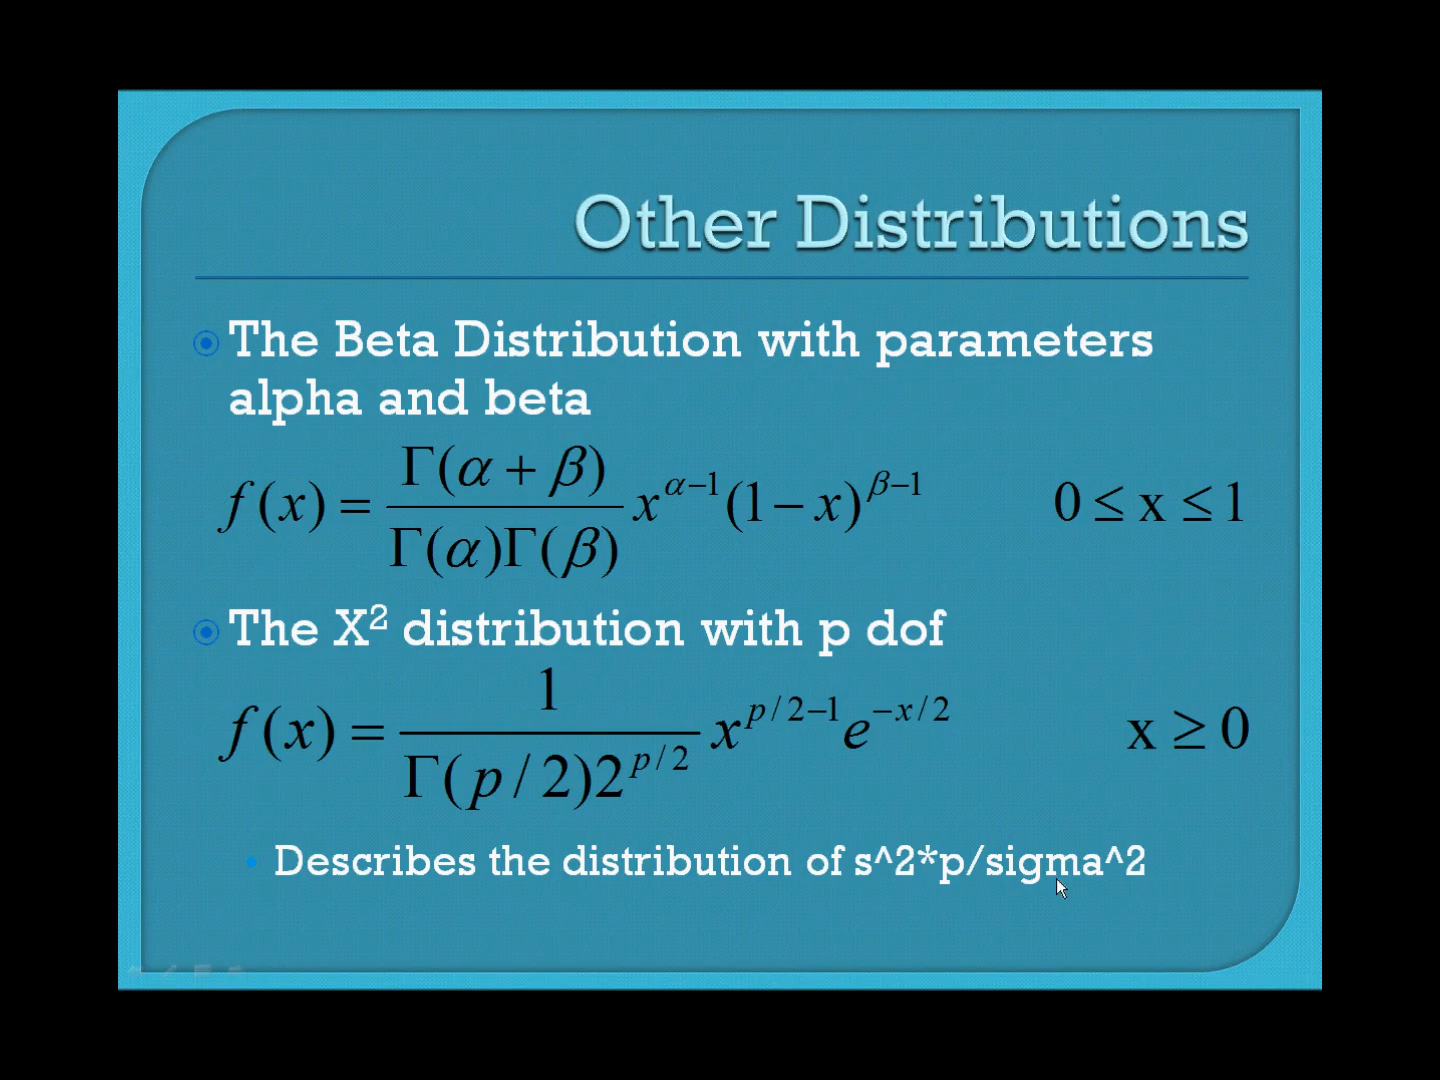 Other Distributions
The Beta Distribution with parameters
alpha and beta
f(x) = Γ(α + β) / Γ(α)Γ(β) x^{α−1}(1 − x)^{β−1} 0 ≤ x ≤ 1
The X² distribution with p dof
f(x) = 1 / Γ(p/2)2^{p/2} x^{p/2−1}e^{−x/2} x ≥ 0
Describes the distribution of s^2*p/sigma^2